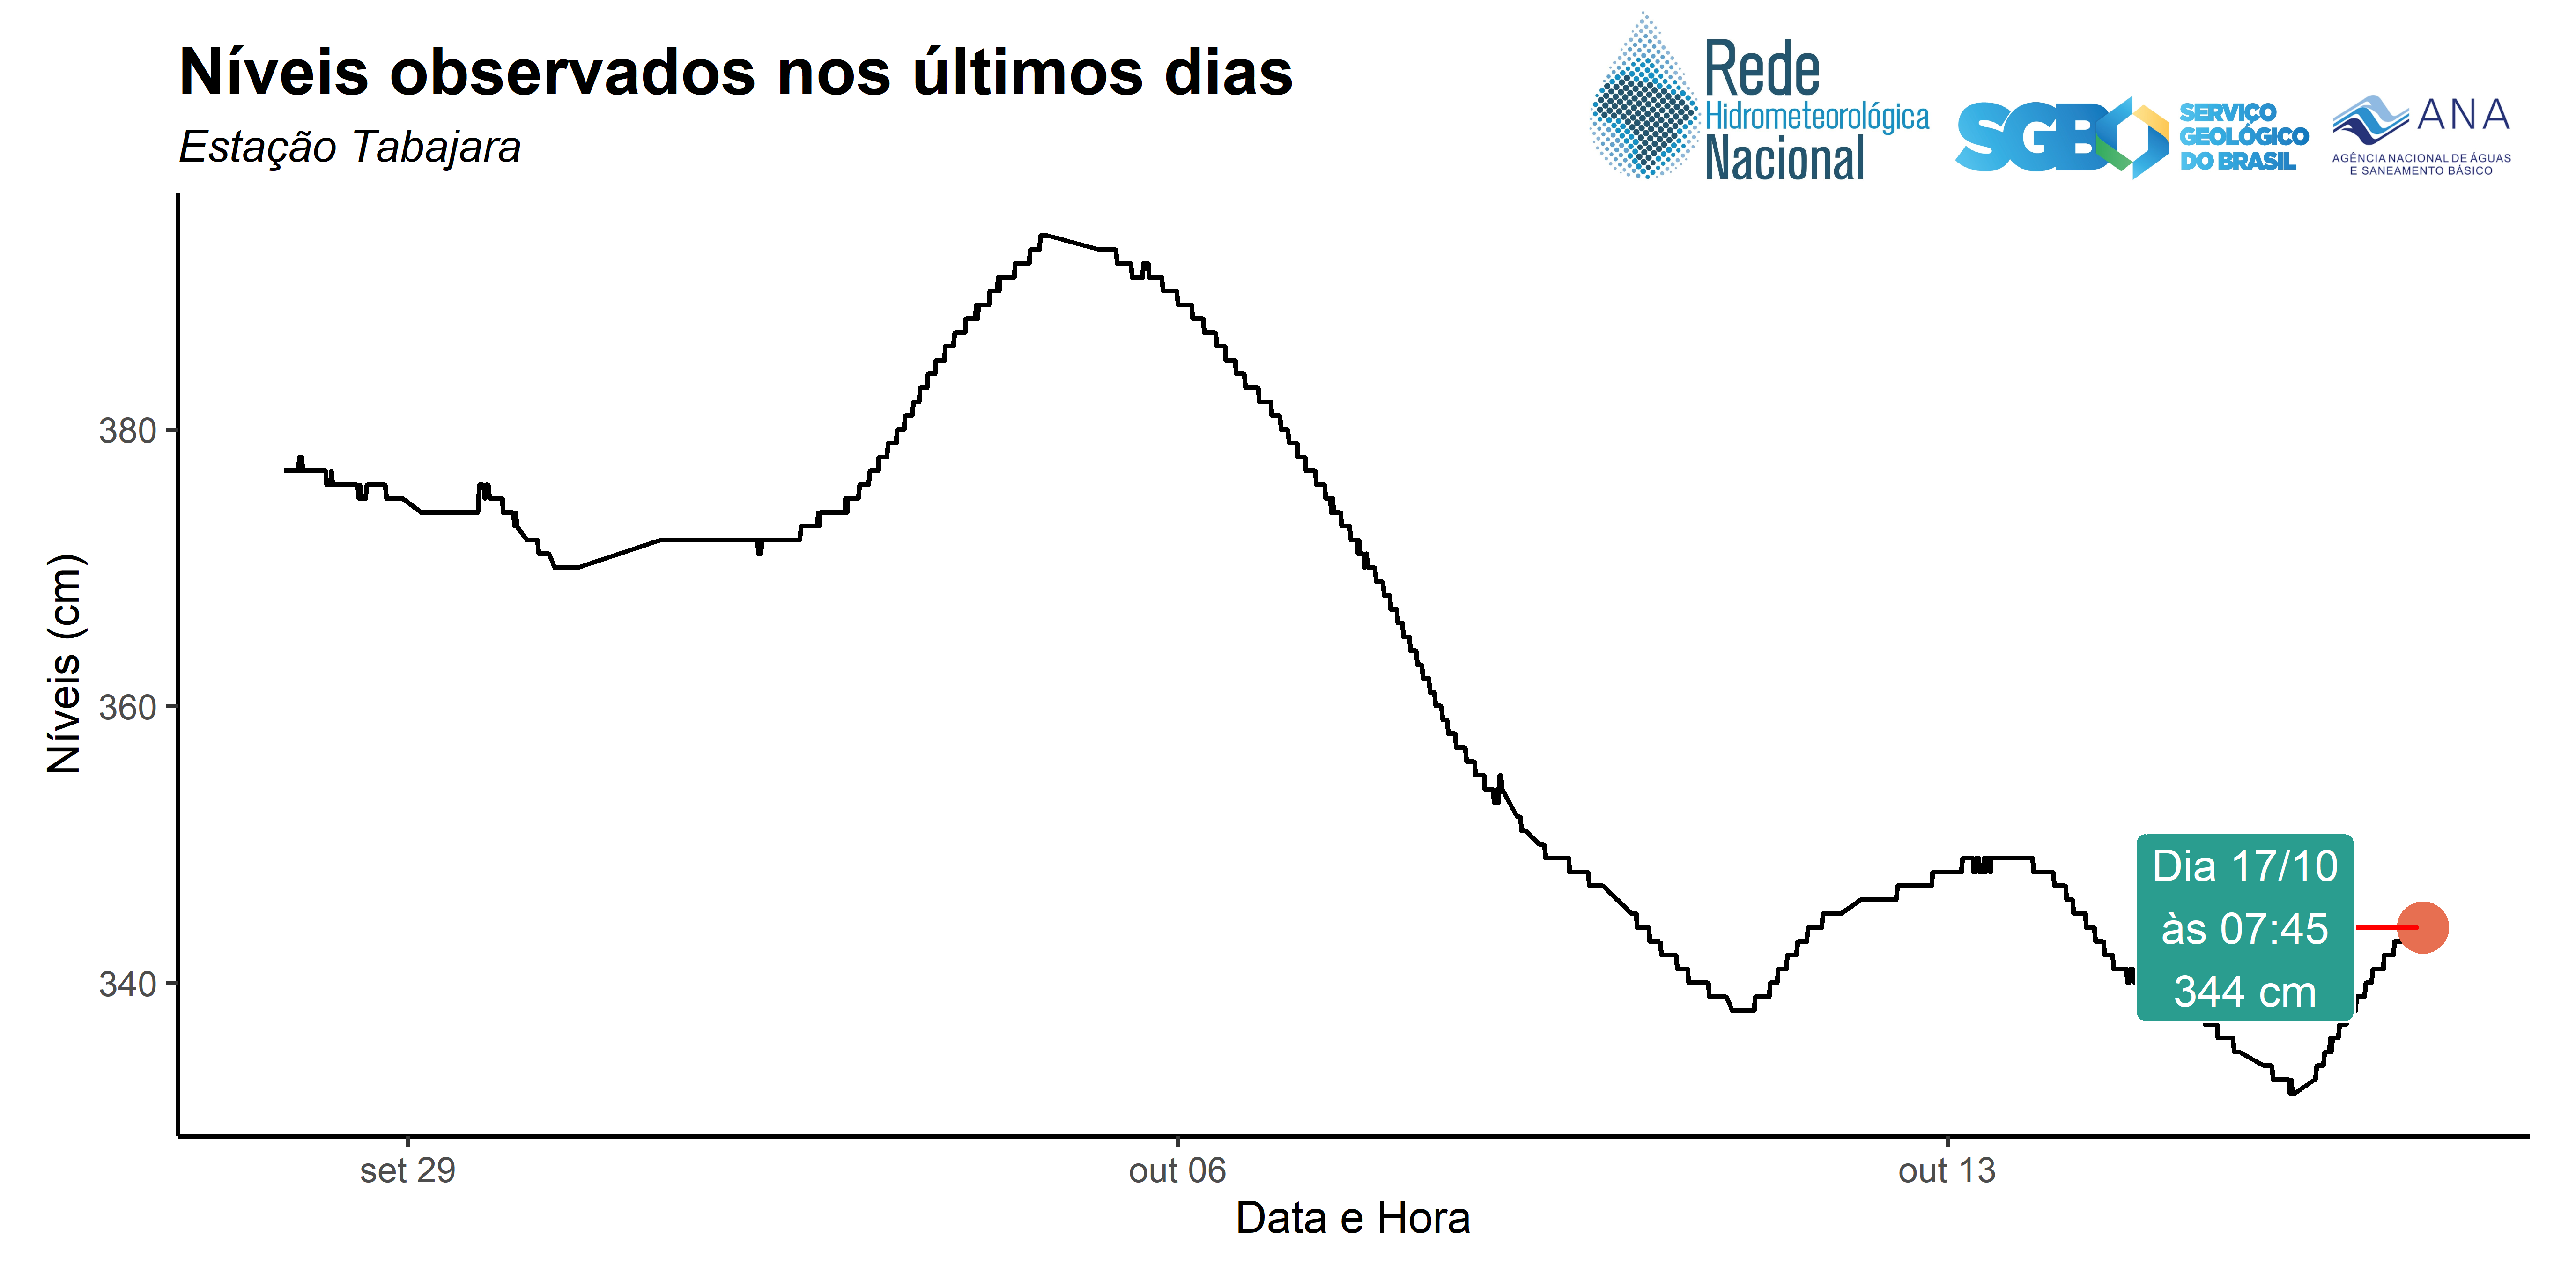 Níveis observados nos últimos dias
Estação Tabajara
Rede
Hidrometeorológica
Nacional
SGB
SERVIÇO
GEOLÓGICO
DO BRASIL
ANA
AGÊNCIA NACIONAL DE ÁGUAS
E SANEAMENTO BÁSICO
Níveis (cm)
380
360
340
Dia 17/10
às 07:45
344 cm
set 29
out 06
out 13
Data e Hora